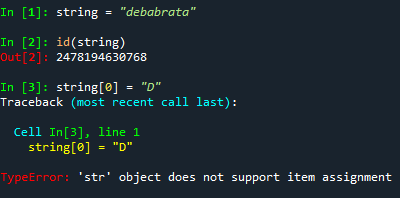 In [1]: string = "debabrata"
In [2]: id(string)
Out[2]: 2478194630768
In [3]: string[0] = "D"
Traceback (most recent call last):
Cell In[3], line 1
string[0] = "D"
TypeError: 'str' object does not support item assignment